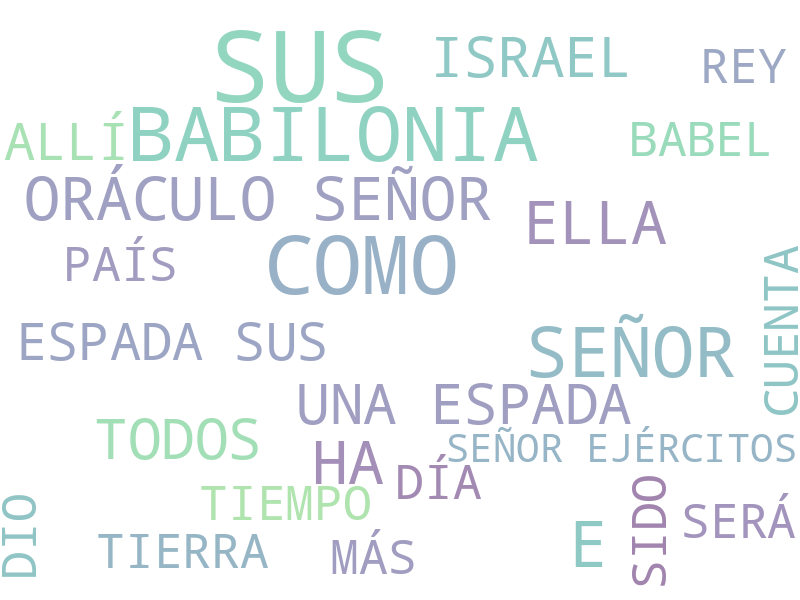 SUS
ISRAEL
REY
ALLÍ
BABILONIA
BABEL
ORÁCULO SEÑOR
ELLA
PAÍS
COMO
CUENTA
ESPADA SUS
SEÑOR
UNA ESPADA
TODOS
HA
SEÑOR EJÉRCITOS
DÍA
TIEMPO
SIDO
DIO
TIERRA
MÁS
E
SERÁ